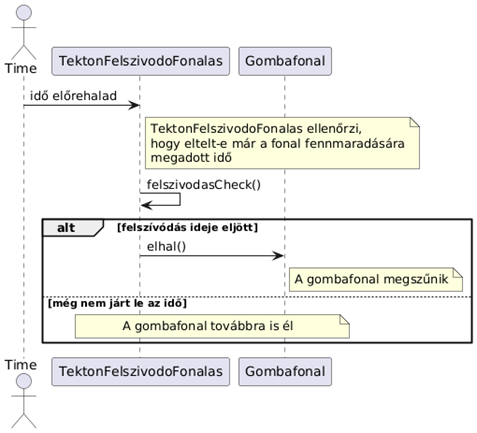 Time
TektonFelszivodoFonalas
Gombafonal
idő előrehalad
TektonFelszivodoFonalas ellenőrzi,
hogy eltelt-e már a fonal fennmaradására
megadott idő
felszivodasCheck()
alt
[felszívódás ideje eljött]
elhal()
A gombafonal megszűnik
[még nem járt le az idő]
A gombafonal továbbra is él
Time
TektonFelszivodoFonalas
Gombafonal